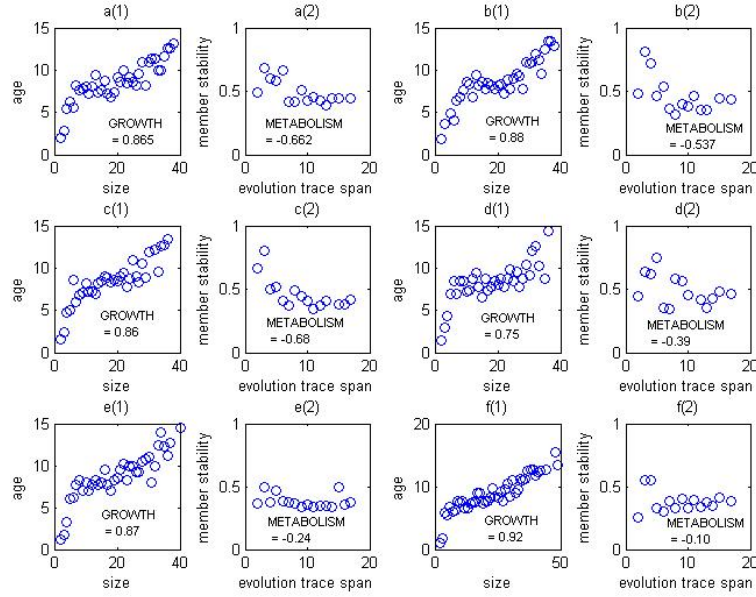 a(1)
15
10
5
0
age
GROWTH
= 0.865
0
20
40
size
a(2)
1
0.5
0
member stability
METABOLISM
= -0.662
0
10
20
evolution trace span
b(1)
15
10
5
0
age
GROWTH
= 0.88
0
20
40
size
b(2)
1
0.5
0
member stability
METABOLISM
= -0.537
0
10
20
evolution trace span
c(1)
15
10
5
0
age
GROWTH
= 0.86
0
20
40
size
c(2)
1
0.5
0
member stability
METABOLISM
= -0.68
0
10
20
evolution trace span
d(1)
15
10
5
0
age
GROWTH
= 0.75
0
20
40
size
d(2)
1
0.5
0
member stability
METABOLISM
= -0.39
0
10
20
evolution trace span
e(1)
15
10
5
0
age
GROWTH
= 0.87
0
20
40
size
e(2)
1
0.5
0
member stability
METABOLISM
= -0.24
0
10
20
evolution trace span
f(1)
20
10
0
age
GROWTH
= 0.92
0
50
size
f(2)
1
0.5
0
member stability
METABOLISM
= -0.10
0
10
20
evolution trace span